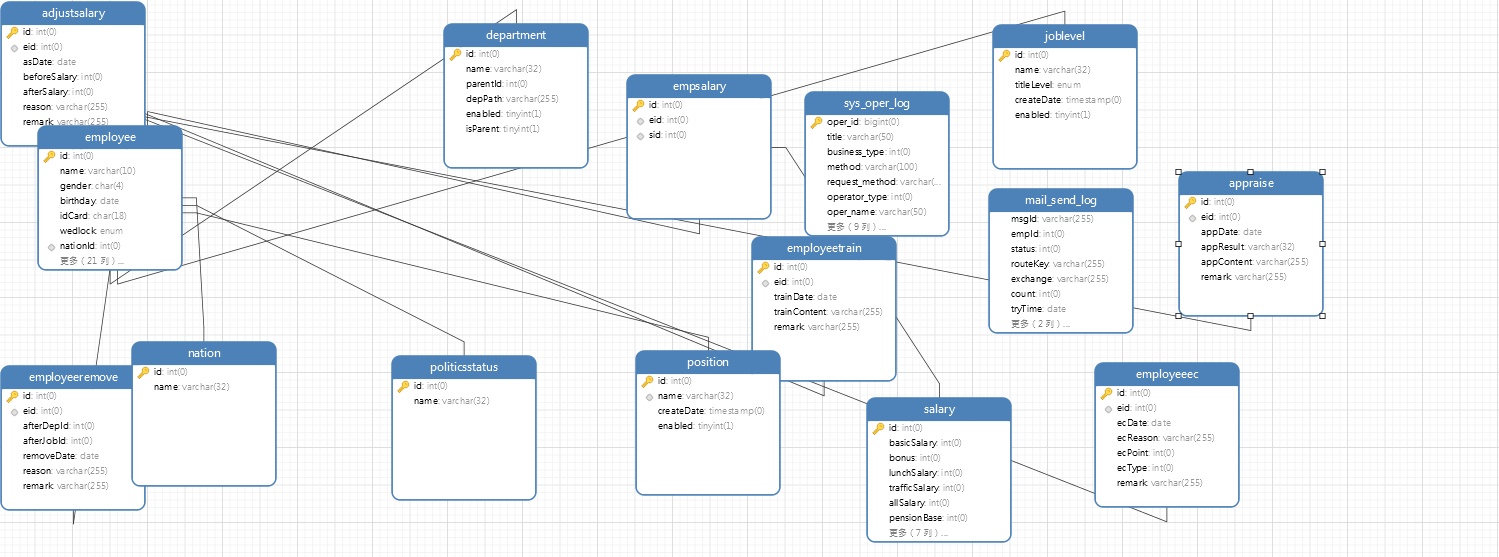 adjustsalary
id: int(0)
eid: int(0)
asDate: date
beforeSalary: int(0)
afterSalary: int(0)
reason: varchar(255)
remark: varchar(255)
employee
id: int(0)
name: varchar(10)
gender: char(4)
birthday: date
idCard: char(18)
wedlock: enum
nationId: int(0)
更多 ( 21 列 ) ...
department
id: int(0)
name: varchar(32)
parentId: int(0)
depPath: varchar(255)
enabled: tinyint(1)
isParent: tinyint(1)
empsalary
id: int(0)
eid: int(0)
sid: int(0)
sys_oper_log
oper_id: bigint(0)
title: varchar(50)
business_type: int(0)
method: varchar(100)
request_method: varchar(...
operator_type: int(0)
oper_name: varchar(50)
更多 ( 9 列 ) ...
joblevel
id: int(0)
name: varchar(32)
titleLevel: enum
createDate: timestamp(0)
enabled: tinyint(1)
mail_send_log
msgId: varchar(255)
empId: int(0)
status: int(0)
routeKey: varchar(255)
exchange: varchar(255)
count: int(0)
tryTime: date
更多 ( 2 列 ) ...
appraise
id: int(0)
eid: int(0)
appDate: date
appResult: varchar(32)
appContent: varchar(255)
remark: varchar(255)
employeetrain
id: int(0)
eid: int(0)
trainDate: date
trainContent: varchar(255)
remark: varchar(255)
employeeremove
id: int(0)
eid: int(0)
afterDepId: int(0)
afterJobId: int(0)
removeDate: date
reason: varchar(255)
remark: varchar(255)
nation
id: int(0)
name: varchar(32)
politicsstatus
id: int(0)
name: varchar(32)
position
id: int(0)
name: varchar(32)
createDate: timestamp(0)
enabled: tinyint(1)
salary
id: int(0)
basicSalary: int(0)
bonus: int(0)
lunchSalary: int(0)
trafficSalary: int(0)
allSalary: int(0)
pensionBase: int(0)
更多 ( 7 列 ) ...
employeeec
id: int(0)
eid: int(0)
ecDate: date
ecReason: varchar(255)
ecPoint: int(0)
ecType: int(0)
remark: varchar(255)